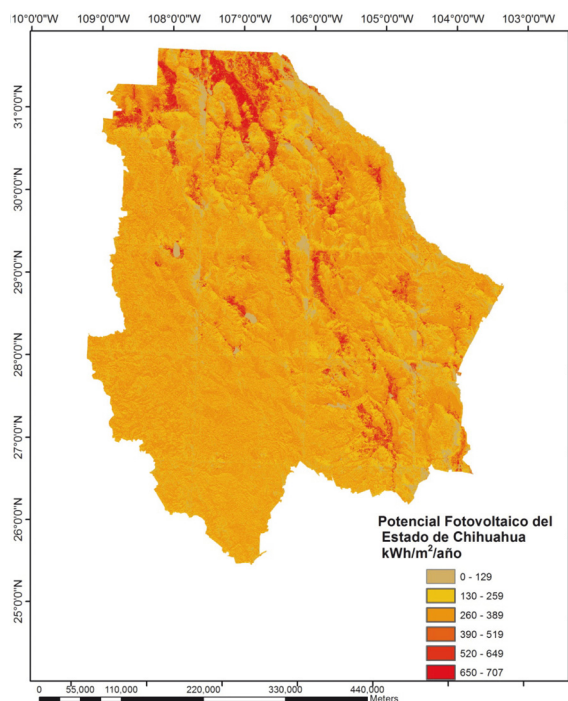 10°0'0"W 109°0'0"W 108°0'0"W 107°0'0"W 106°0'0"W 105°0'0"W 104°0'0"W 103°0'0"W
31°0'0"N
30°0'0"N
29°0'0"N
28°0'0"N
27°0'0"N
26°0'0"N
25°0'0"N
Potencial Fotovoltaico del
Estado de Chihuahua
kWh/m²/año
0 - 129
130 - 259
260 - 389
390 - 519
520 - 649
650 - 707
0 55,000 110,000 220,000 330,000 440,000
Meters